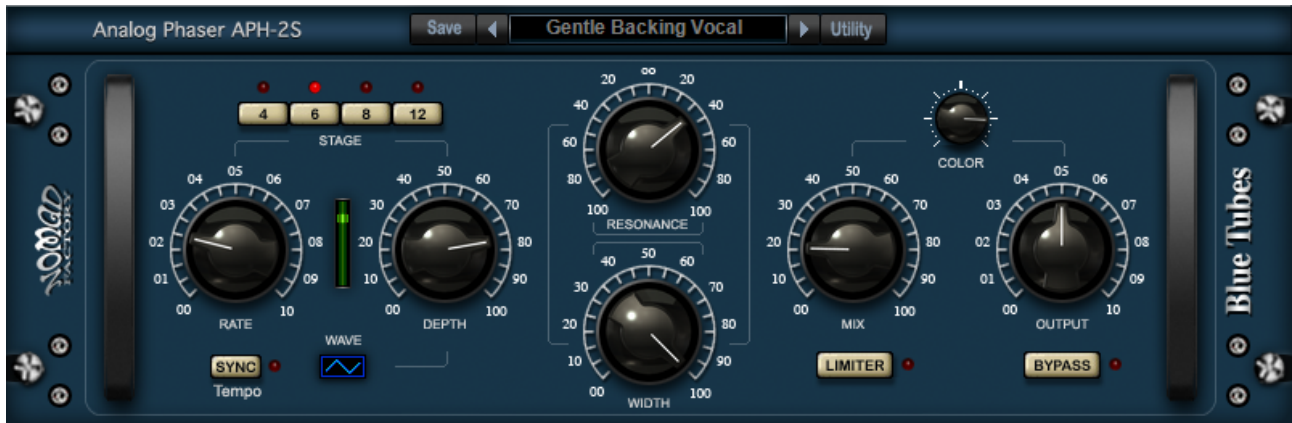 Analog Phaser APH-2S
Save
Gentle Backing Vocal
Utility
4 6 8 12
STAGE
00 01 02 03 04 05 06 07 08 09 10
RATE
SYNC
Tempo
WAVE
00 10 20 30 40 50 60 70 80 90 100
DEPTH
100 80 60 40 20 ∞ 20 40 60 80 100
RESONANCE
00 10 20 30 40 50 60 70 80 90 100
WIDTH
COLOR
00 10 20 30 40 50 60 70 80 90 100
MIX
LIMITER
00 01 02 03 04 05 06 07 08 09 10
OUTPUT
BYPASS
NOMAD
FACTORY
Blue Tubes